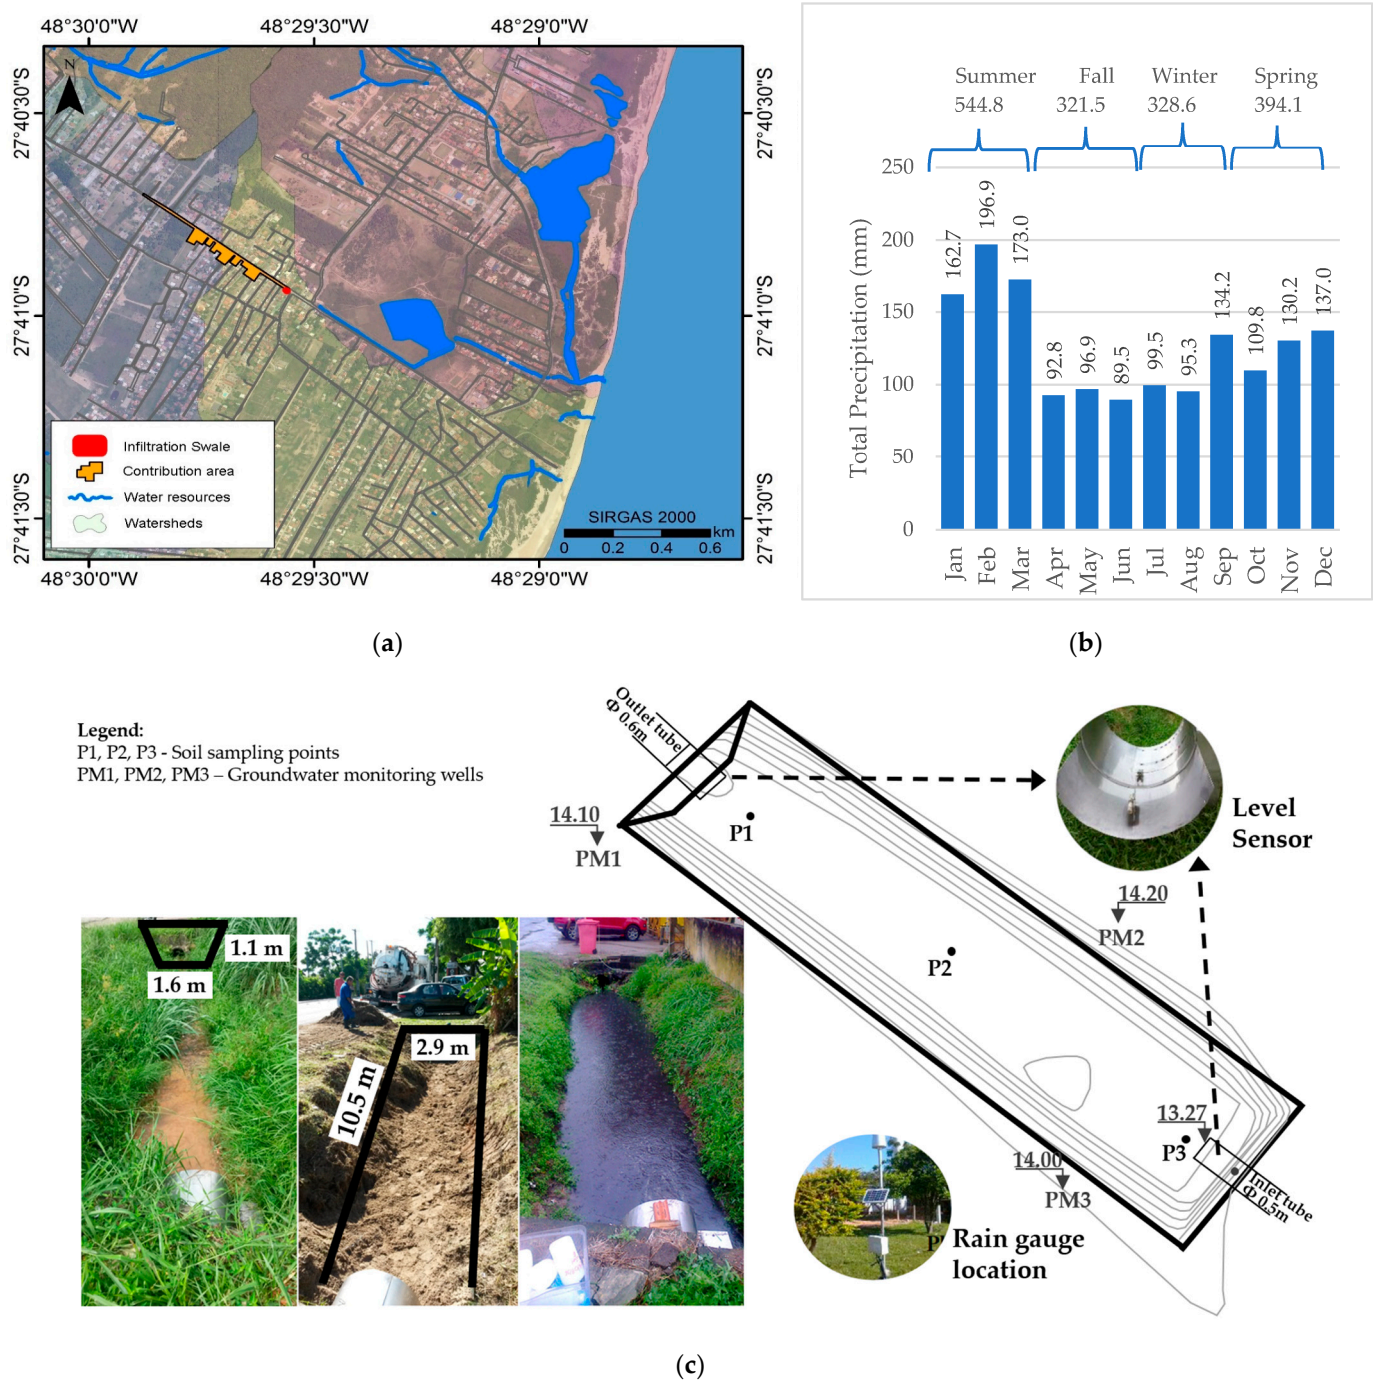 48°30'0"W 48°29'30"W 48°29'0"W
27°40'30"S
27°41'0"S
27°41'30"S
N
27°40'30"S
27°41'0"S
27°41'30"S
Infiltration Swale
Contribution area
Water resources
Watersheds
SIRGAS 2000
km
0 0.2 0.4 0.6
48°30'0"W 48°29'30"W 48°29'0"W
(a)
Summer Fall Winter Spring
544.8 321.5 328.6 394.1
Total Precipitation (mm)
250
200
150
100
50
0
162.7
196.9
173.0
92.8
96.9
89.5
99.5
95.3
134.2
109.8
130.2
137.0
Jan
Feb
Mar
Apr
May
Jun
Jul
Aug
Sep
Oct
Nov
Dec
(b)
Legend:
P1, P2, P3 - Soil sampling points
PM1, PM2, PM3 – Groundwater monitoring wells
Outlet tube
Φ 0.6m
14.10
PM1
P1
Level
Sensor
14.20
PM2
P2
13.27
P3
14.00
PM3
Inlet tube
Φ 0.5m
Rain gauge
location
1.1 m
1.6 m
2.9 m
10.5 m
(c)